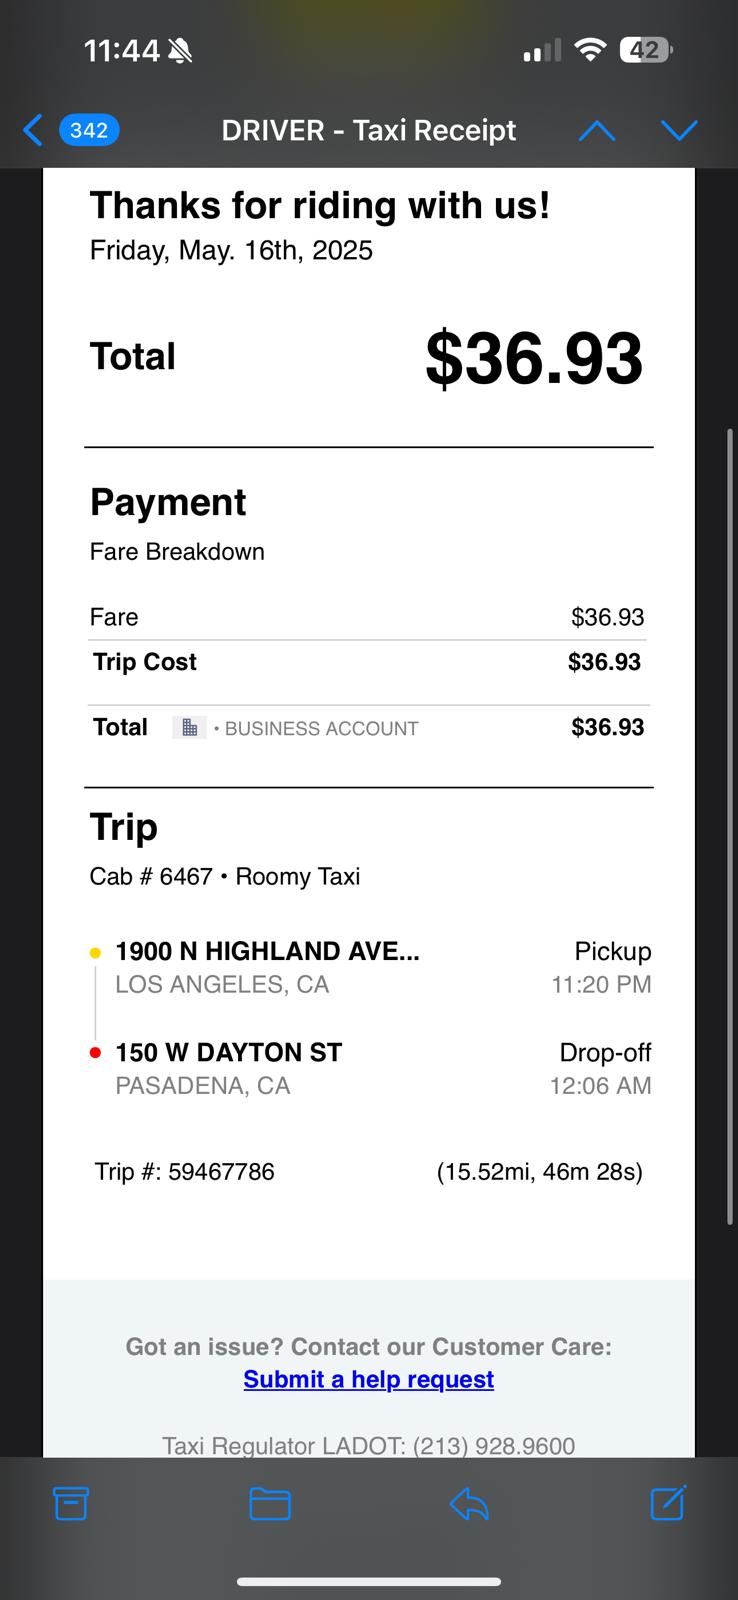 11:44
42
342
DRIVER - Taxi Receipt
Thanks for riding with us!
Friday, May. 16th, 2025
Total $36.93
Payment
Fare Breakdown
Fare $36.93
Trip Cost $36.93
Total • BUSINESS ACCOUNT $36.93
Trip
Cab # 6467 • Roomy Taxi
1900 N HIGHLAND AVE... Pickup
LOS ANGELES, CA 11:20 PM
150 W DAYTON ST Drop-off
PASADENA, CA 12:06 AM
Trip #: 59467786 (15.52mi, 46m 28s)
Got an issue? Contact our Customer Care:
Submit a help request
Taxi Regulator LADOT: (213) 928.9600